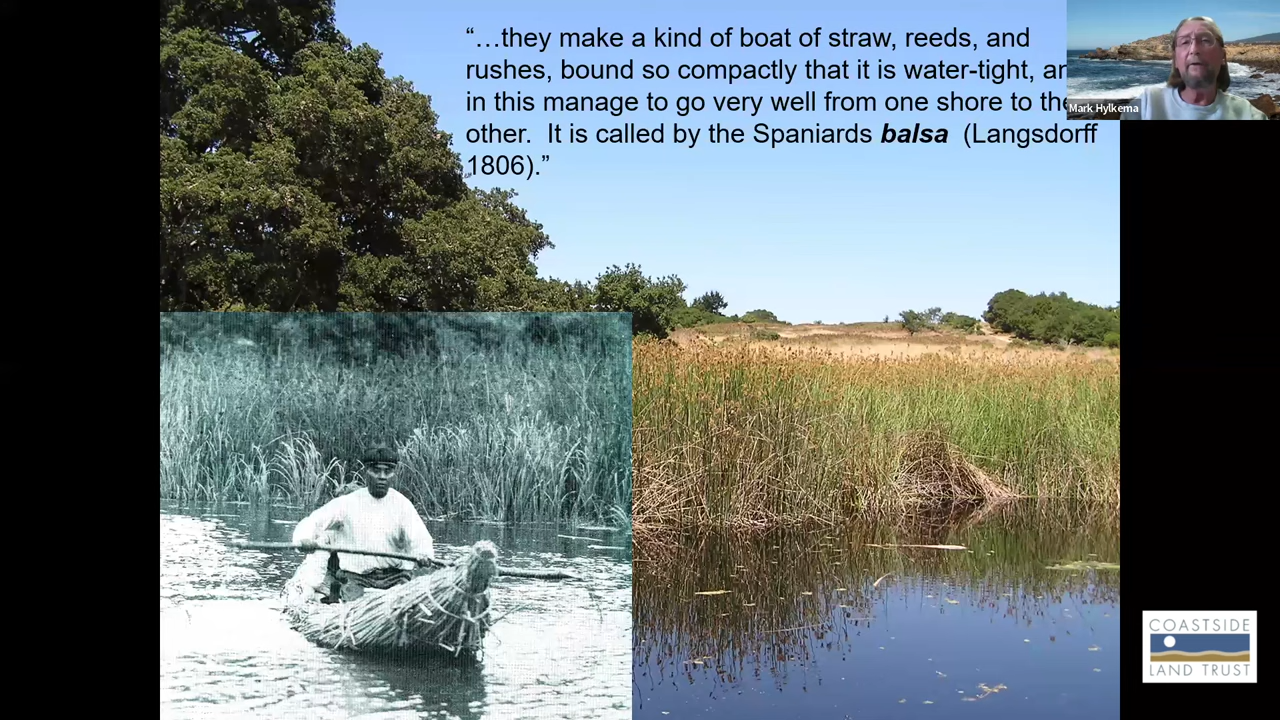 “…they make a kind of boat of straw, reeds, and
rushes, bound so compactly that it is water-tight, an
in this manage to go very well from one shore to the
other.  It is called by the Spaniards balsa  (Langsdorff
1806).”
Mark Hylkema
COASTSIDE
LAND TRUST